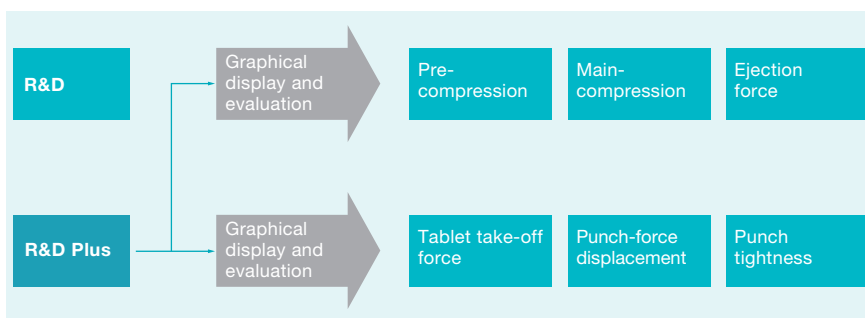 R&D
Graphical
display and
evaluation
Pre-
compression
Main-
compression
Ejection
force
R&D Plus
Graphical
display and
evaluation
Tablet take-off
force
Punch-force
displacement
Punch
tightness